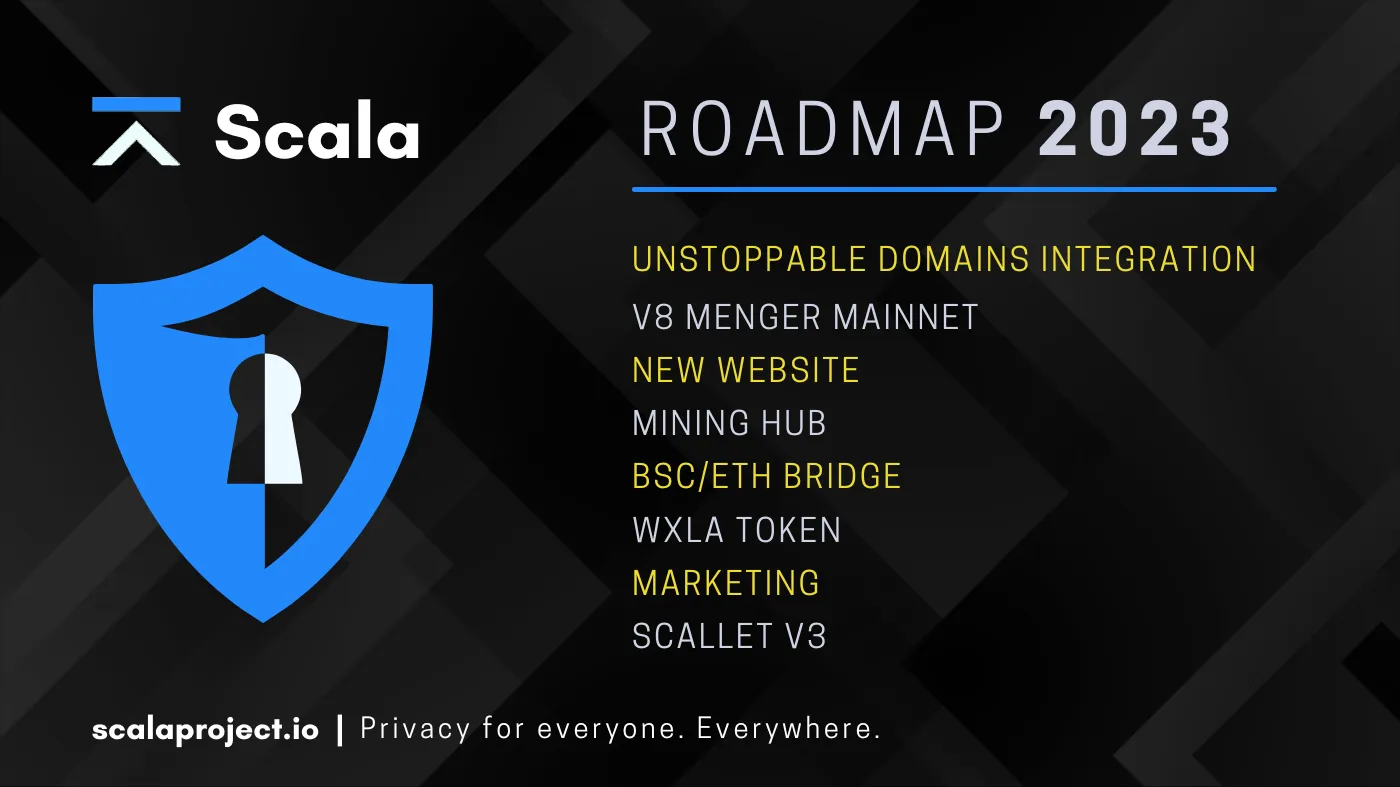 Scala
ROADMAP 2023
UNSTOPPABLE DOMAINS INTEGRATION
V8 MENGER MAINNET
NEW WEBSITE
MINING HUB
BSC/ETH BRIDGE
WXLA TOKEN
MARKETING
SCALLET V3
scalaproject.io | Privacy for everyone. Everywhere.